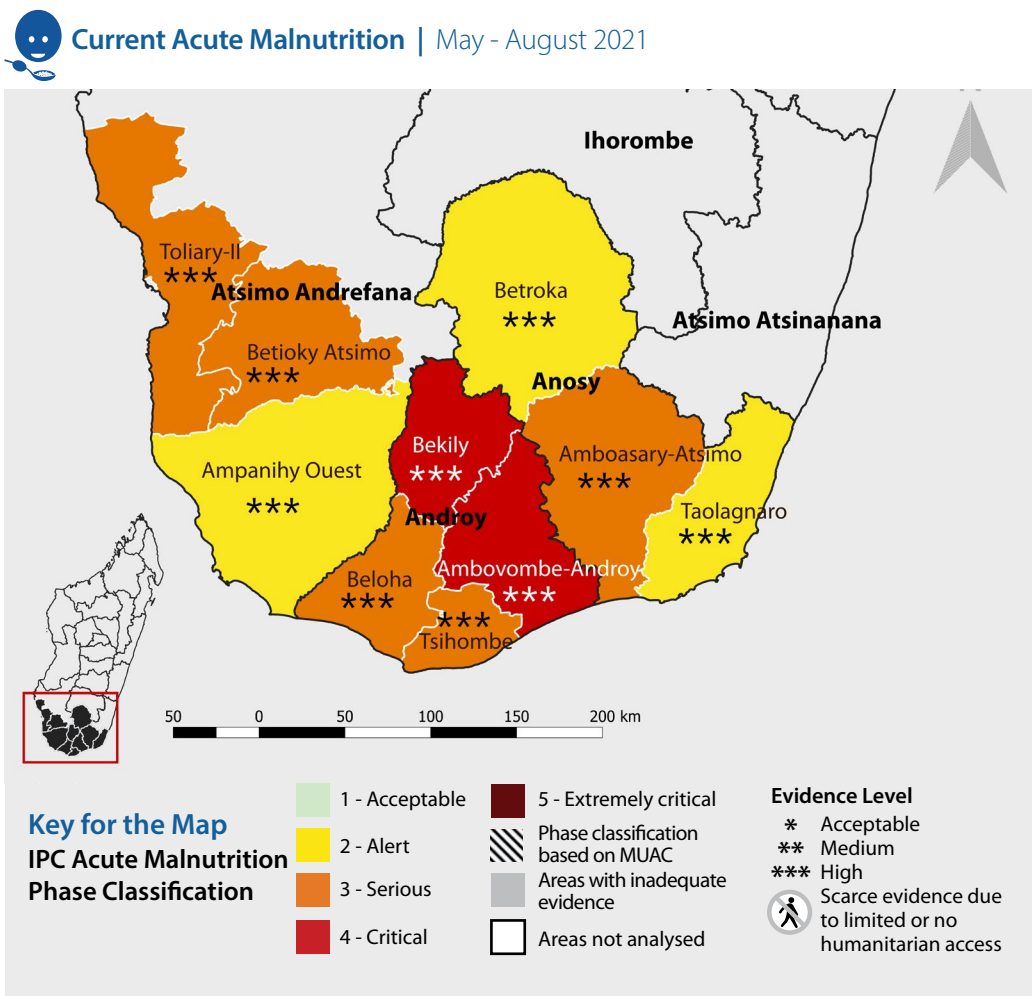 Current Acute Malnutrition | May - August 2021
Ihorombe
Toliary-II
***
Atsimo Andrefana
Betroka
***
Atsimo Atsinanana
Betioky Atsimo
***
Anosy
Bekily
***
Amboasary-Atsimo
***
Ampanihy Ouest
***
Taolagnaro
***
Androy
Ambovombe-Androy
***
Beloha
***
***
Tsihombe
50 0 50 100 150 200 km
Key for the Map
IPC Acute Malnutrition
Phase Classification
1 - Acceptable
2 - Alert
3 - Serious
4 - Critical
5 - Extremely critical
Phase classification
based on MUAC
Areas with inadequate
evidence
Areas not analysed
Evidence Level
* Acceptable
** Medium
*** High
Scarce evidence due
to limited or no
humanitarian access